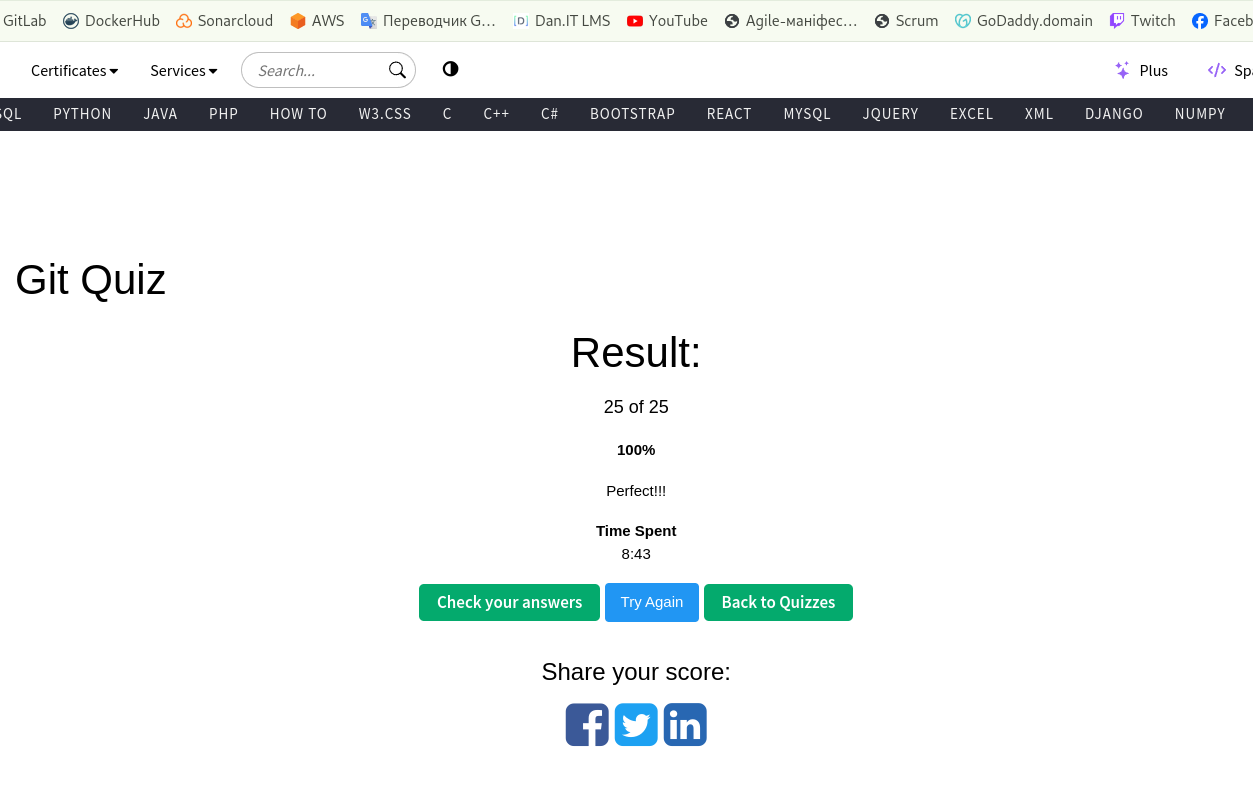 GitLab DockerHub Sonarcloud AWS Переводчик G... Dan.IT LMS YouTube Agile-маніфес... Scrum GoDaddy.domain Twitch Faceb
Certificates Services Search... Plus Spa
SQL PYTHON JAVA PHP HOW TO W3.CSS C C++ C# BOOTSTRAP REACT MYSQL JQUERY EXCEL XML DJANGO NUMPY
Git Quiz
Result:
25 of 25
100%
Perfect!!!
Time Spent
8:43
Check your answers Try Again Back to Quizzes
Share your score: